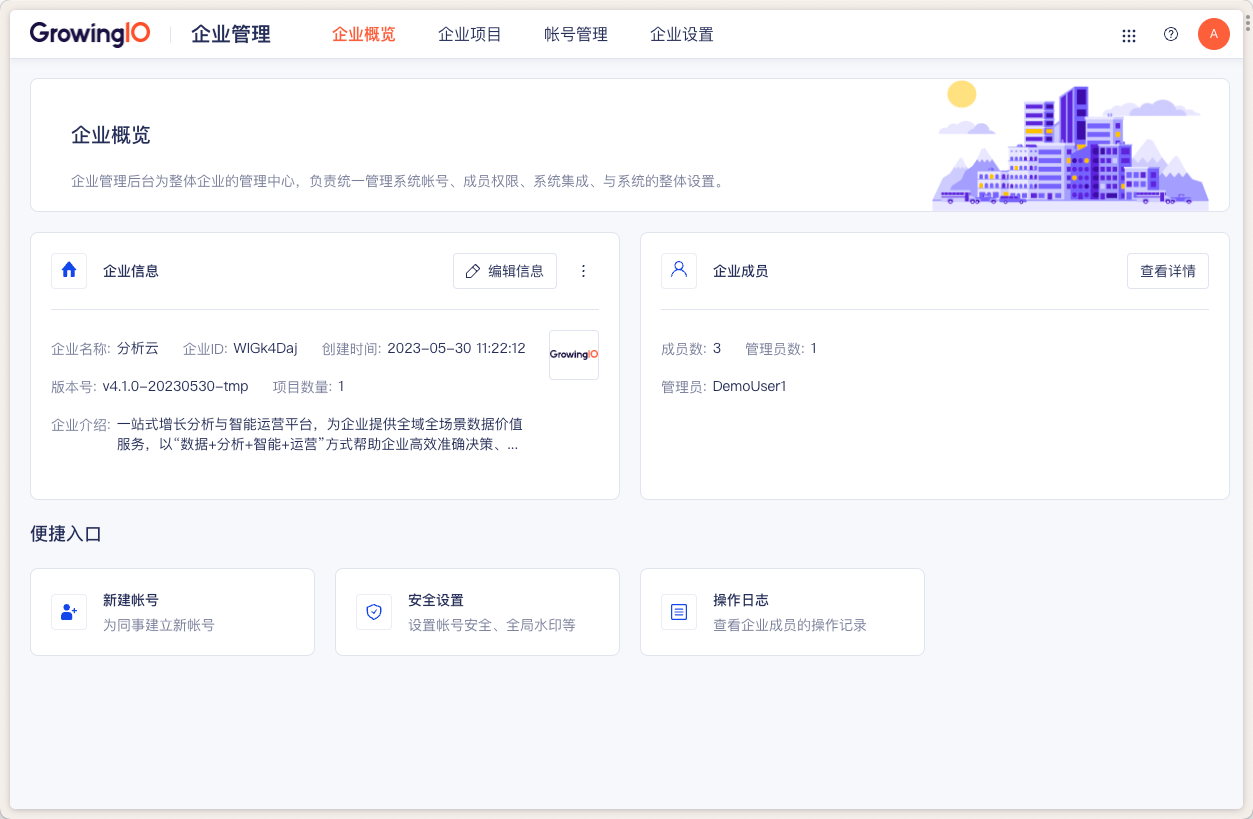 GrowingIO 企业管理 企业概览 企业项目 帐号管理 企业设置 A
企业概览
企业管理后台为整体企业的管理中心，负责统一管理系统帐号、成员权限、系统集成、与系统的整体设置。
企业信息 编辑信息
企业名称: 分析云 企业ID: WlGk4Daj 创建时间: 2023-05-30 11:22:12
GrowingIO
版本号: v4.1.0-20230530-tmp 项目数量: 1
企业介绍: 一站式增长分析与智能运营平台，为企业提供全域全场景数据价值
服务，以“数据+分析+智能+运营”方式帮助企业高效准确决策、...
企业成员 查看详情
成员数: 3 管理员数: 1
管理员: DemoUser1
便捷入口
新建帐号
为同事建立新帐号
安全设置
设置帐号安全、全局水印等
操作日志
查看企业成员的操作记录